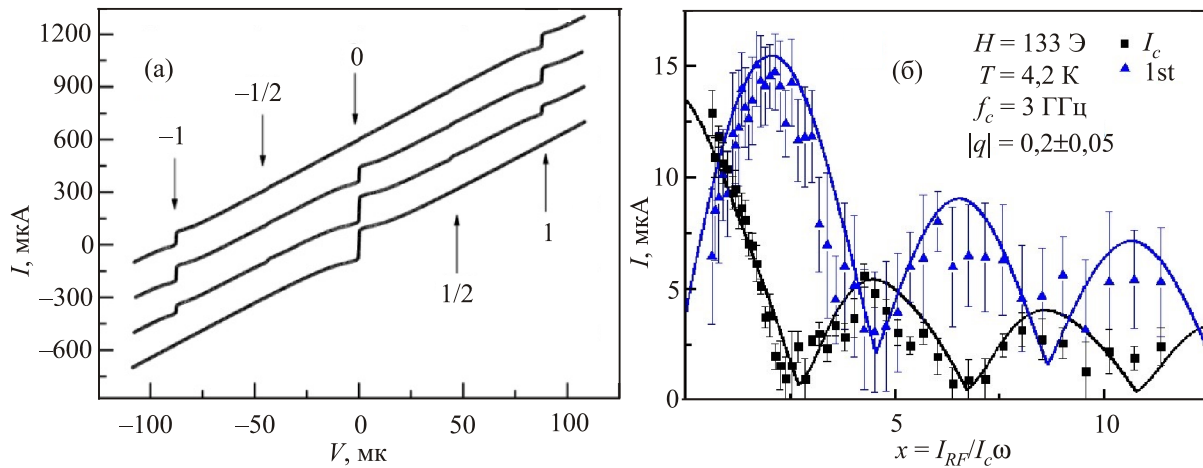 (а)
1200
900
600
300
0
–300
–600
I, мкА
–100
–50
0
50
100
V, мк
–1
–1/2
0
1/2
1
(б)
H = 133 Э
T = 4,2 К
f_c = 3 ГГц
|q| = 0,2±0,05
I_c
1st
15
10
5
0
I, мкА
5
10
x = I_RF/I_cω